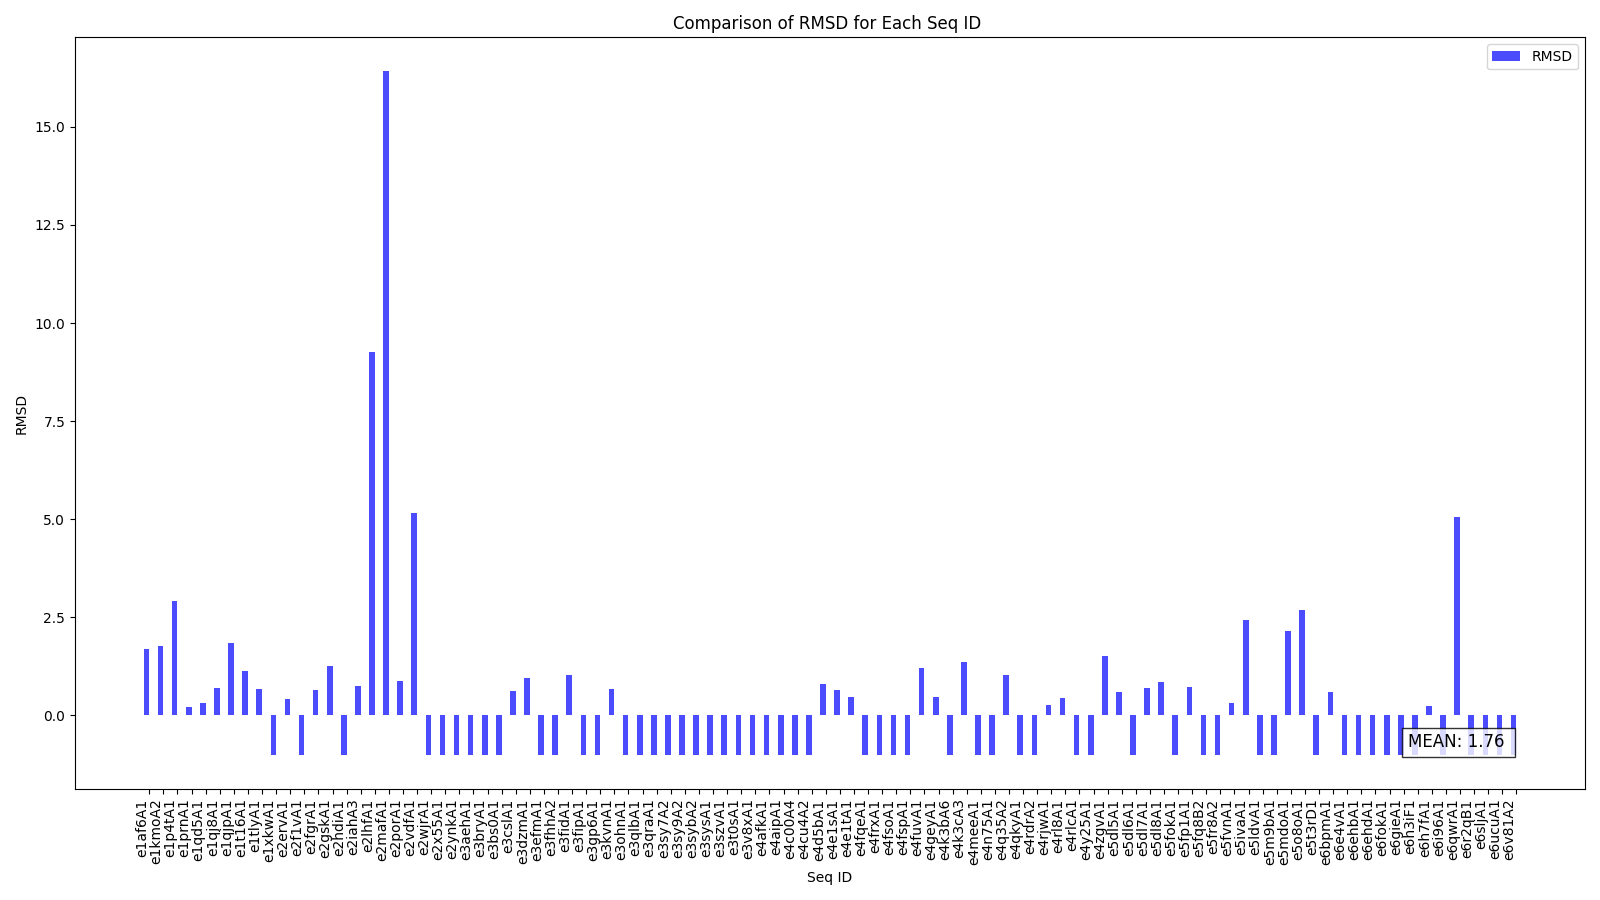 Comparison of RMSD for Each Seq ID
RMSD
15.0
12.5
10.0
7.5
5.0
2.5
0.0
RMSD
MEAN: 1.76
e1af6A1
e1kmoA2
e1p4tA1
e1prnA1
e1qd5A1
e1qj8A1
e1qjpA1
e1t16A1
e1tlyA1
e1xkwA1
e2ervA1
e2f1vA1
e2fgrA1
e2gskA1
e2hdiA1
e2iahA3
e2lhfA1
e2mafA1
e2porA1
e2vdfA1
e2wjrA1
e2x55A1
e2ynkA1
e3aehA1
e3bryA1
e3bs0A1
e3cslA1
e3dzmA1
e3efmA1
e3fhhA2
e3fidA1
e3fipA1
e3gp6A1
e3kvnA1
e3ohnA1
e3qlbA1
e3qraA1
e3sy7A2
e3sy9A2
e3sybA2
e3sysA1
e3szvA1
e3t0sA1
e3v8xA1
e4afkA1
e4aipA1
e4c00A4
e4cu4A2
e4d5bA1
e4e1sA1
e4e1tA1
e4fqeA1
e4frxA1
e4fsoA1
e4fspA1
e4fuvA1
e4geyA1
e4k3bA6
e4k3cA3
e4meeA1
e4n75A1
e4q35A2
e4qkyA1
e4rdrA2
e4rjwA1
e4rl8A1
e4rlcA1
e4y25A1
e4zgvA1
e5dl5A1
e5dl6A1
e5dl7A1
e5dl8A1
e5fokA1
e5fp1A1
e5fq8B2
e5fr8A2
e5fvnA1
e5ivaA1
e5ldvA1
e5m9bA1
e5mdoA1
e5o8oA1
e5t3rD1
e6bpmA1
e6e4vA1
e6ehbA1
e6ehdA1
e6fokA1
e6gieA1
e6h3iF1
e6h7fA1
e6i96A1
e6qwrA1
e6r2qB1
e6sljA1
e6ucuA1
e6v81A2
Seq ID